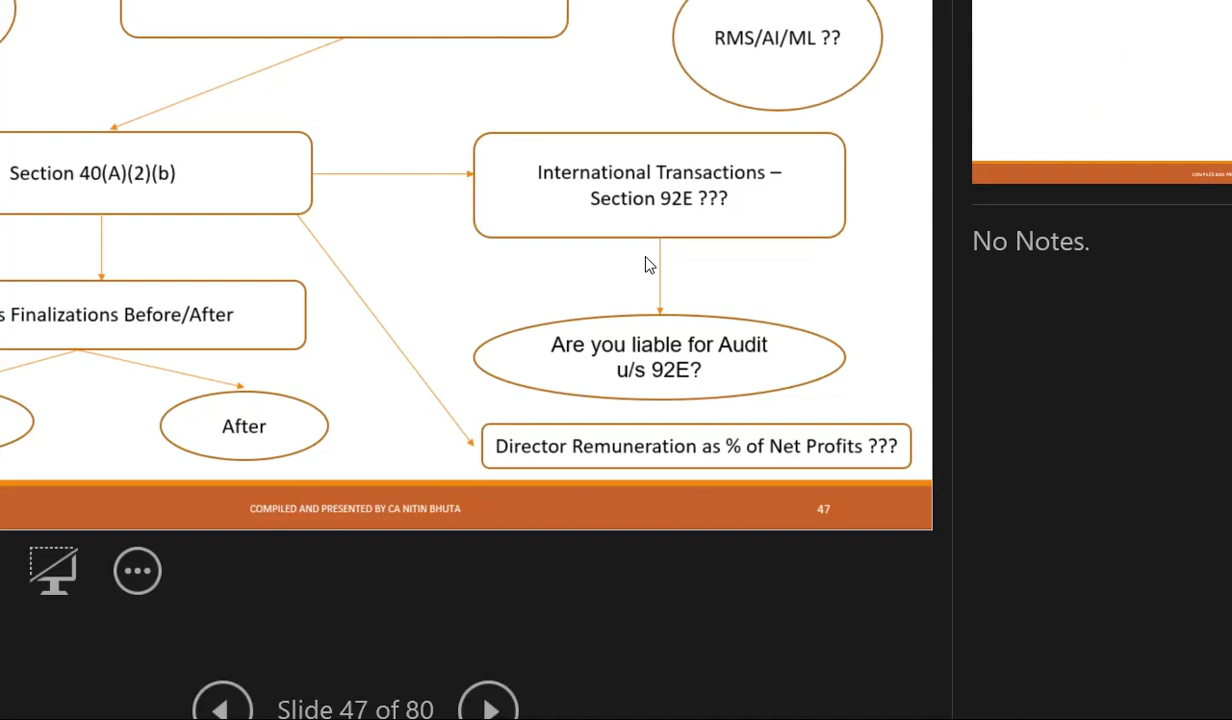 RMS/AI/ML ??
Section 40(A)(2)(b)
International Transactions –
Section 92E ???
No Notes.
s Finalizations Before/After
Are you liable for Audit
u/s 92E?
After
Director Remuneration as % of Net Profits ???
COMPILED AND PRESENTED BY CA NITIN BHUTA
47
Slide 47 of 80